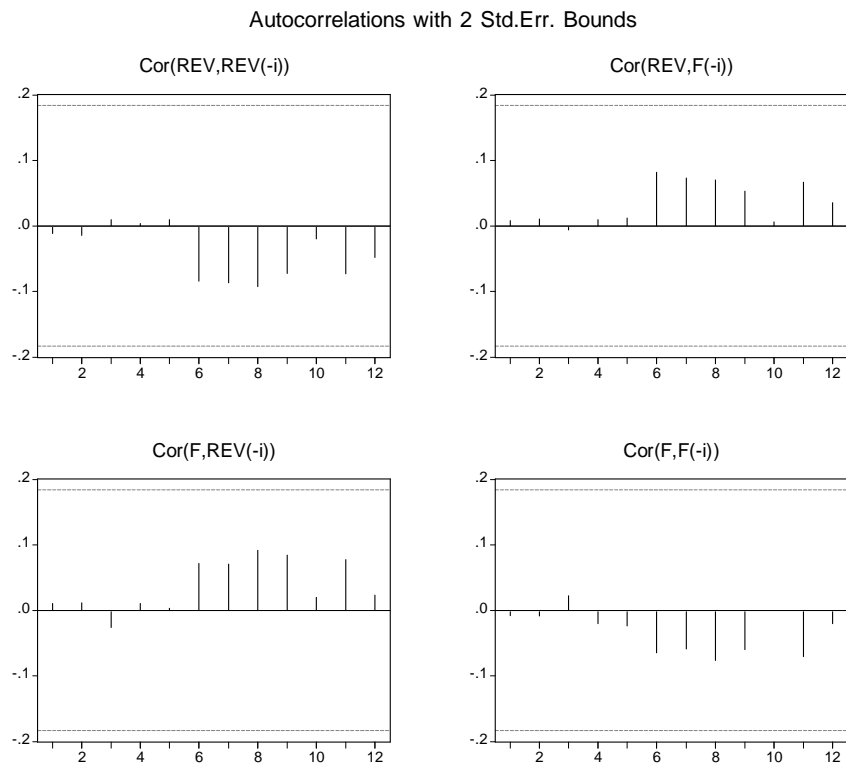 Autocorrelations with 2 Std.Err. Bounds
Cor(REV,REV(-i))
.2
.1
.0
-.1
-.2
2 4 6 8 10 12
Cor(REV,F(-i))
.2
.1
.0
-.1
-.2
2 4 6 8 10 12
Cor(F,REV(-i))
.2
.1
.0
-.1
-.2
2 4 6 8 10 12
Cor(F,F(-i))
.2
.1
.0
-.1
-.2
2 4 6 8 10 12